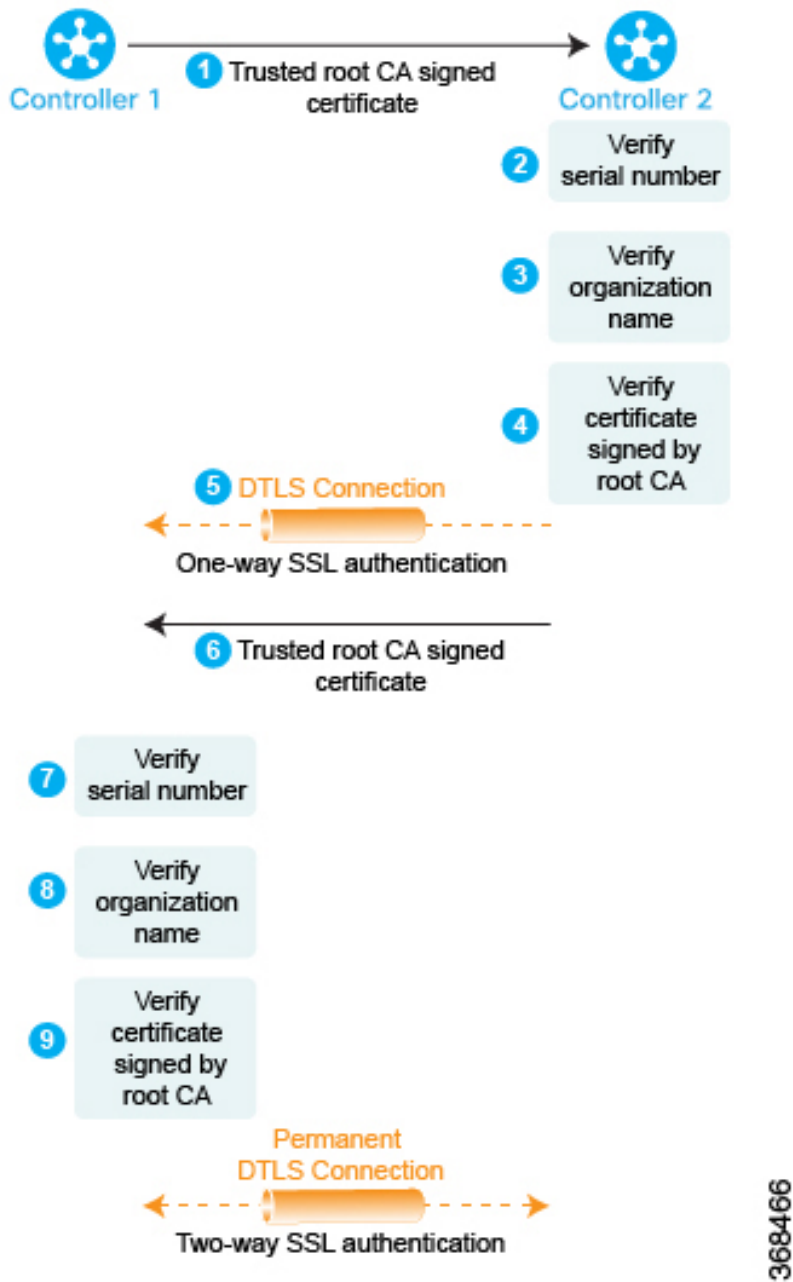 Controller 1
1 Trusted root CA signed
certificate
Controller 2
2 Verify
serial number
3 Verify
organization
name
4 Verify
certificate
signed by
root CA
5 DTLS Connection
One-way SSL authentication
6 Trusted root CA signed
certificate
7 Verify
serial number
8 Verify
organization
name
9 Verify
certificate
signed by
root CA
Permanent
DTLS Connection
Two-way SSL authentication
368466